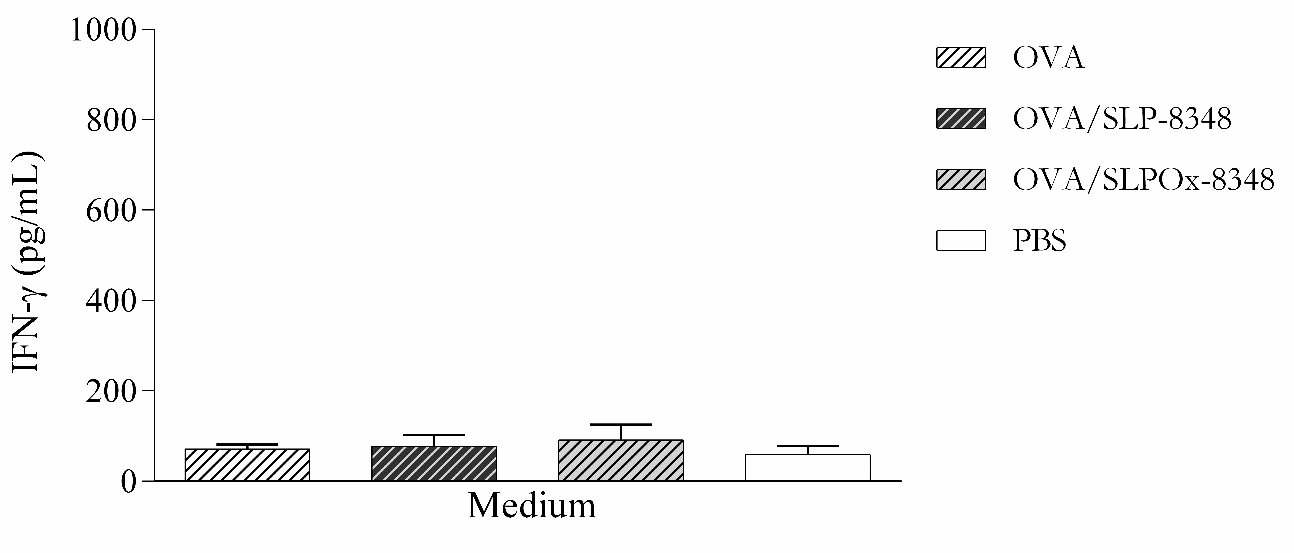 IFN-γ (pg/mL)
1000
800
600
400
200
0
Medium
OVA
OVA/SLP-8348
OVA/SLPOx-8348
PBS